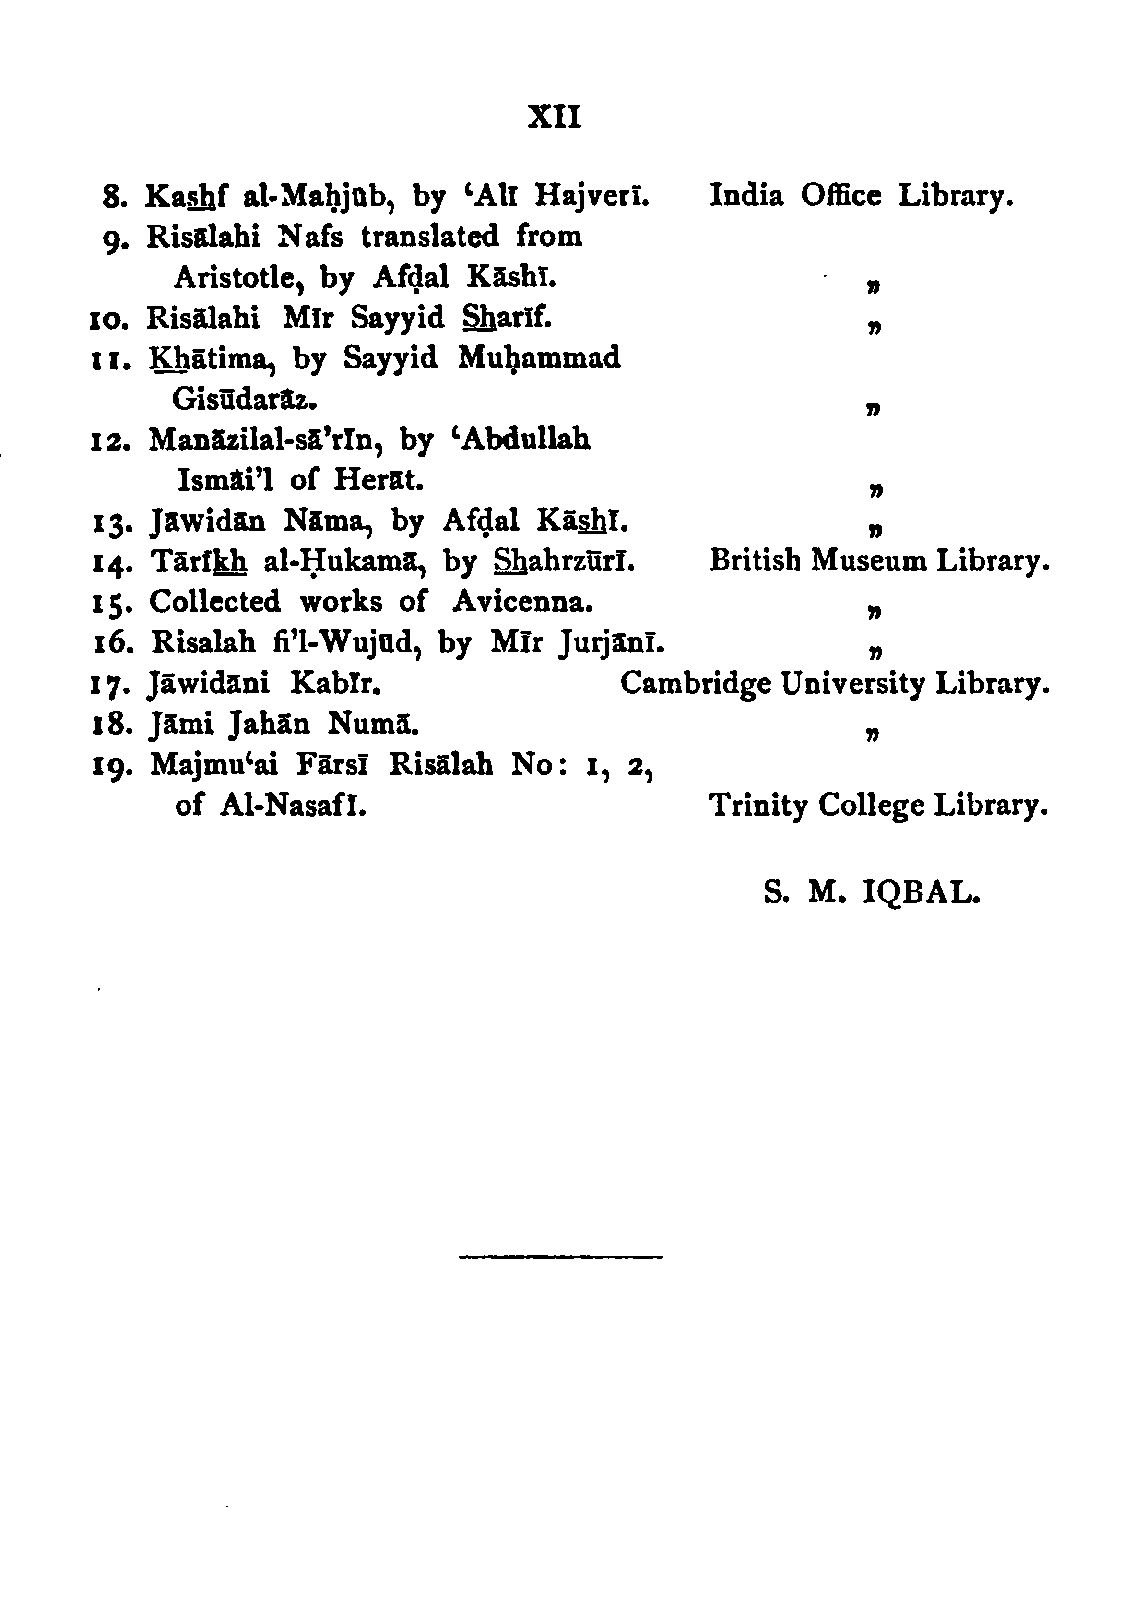 XII
8. Kashf al-Maḥjūb, by ‘Alī Hajverī. India Office Library.
9. Risālahi Nafs translated from
Aristotle, by Afḍal Kāshī. „
10. Risālahi Mīr Sayyid Sharīf. „
11. Khātima, by Sayyid Muḥammad
Gisūdarāz. „
12. Manāzilal-sā’rīn, by ‘Abdullah
Ismāi’l of Herāt. „
13. Jāwidān Nāma, by Afḍal Kāshī. „
14. Tārīkh al-Ḥukamā, by Shahrzūrī. British Museum Library.
15. Collected works of Avicenna. „
16. Risalah fi’l-Wujūd, by Mīr Jurjānī. „
17. Jāwidāni Kabīr. Cambridge University Library.
18. Jāmi Jahān Numā. „
19. Majmu‘ai Fārsī Risālah No: 1, 2,
of Al-Nasafī. Trinity College Library.
S. M. IQBAL.